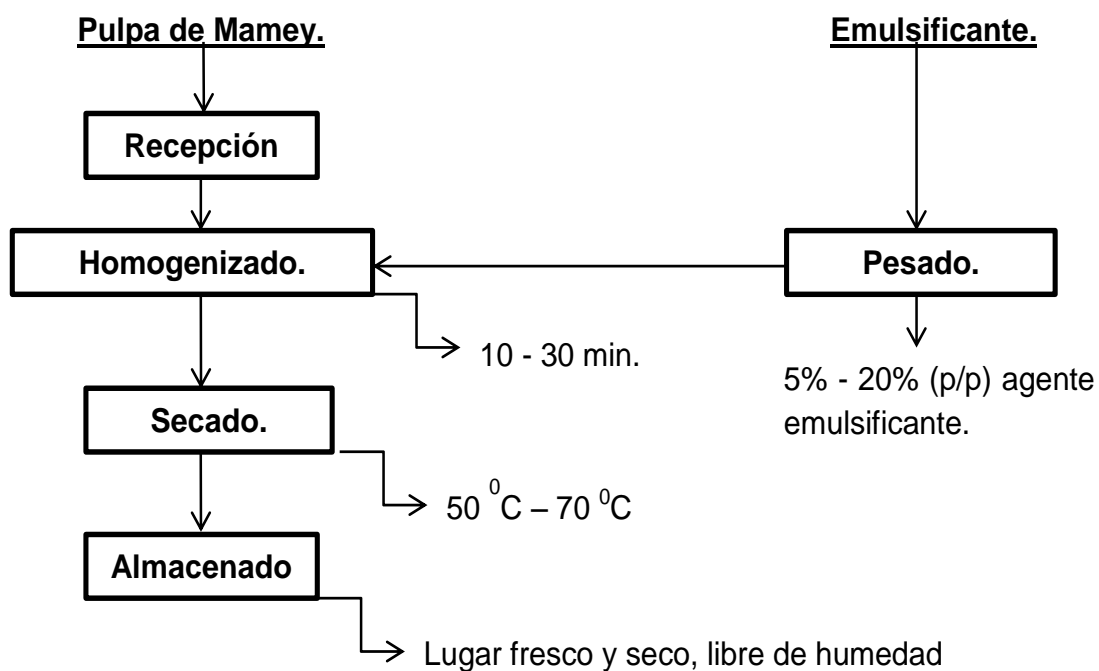 Pulpa de Mamey.
Emulsificante.
Recepción
Homogenizado.
Pesado.
10 - 30 min.
5% - 20% (p/p) agente
emulsificante.
Secado.
50 ⁰C – 70 ⁰C
Almacenado
Lugar fresco y seco, libre de humedad